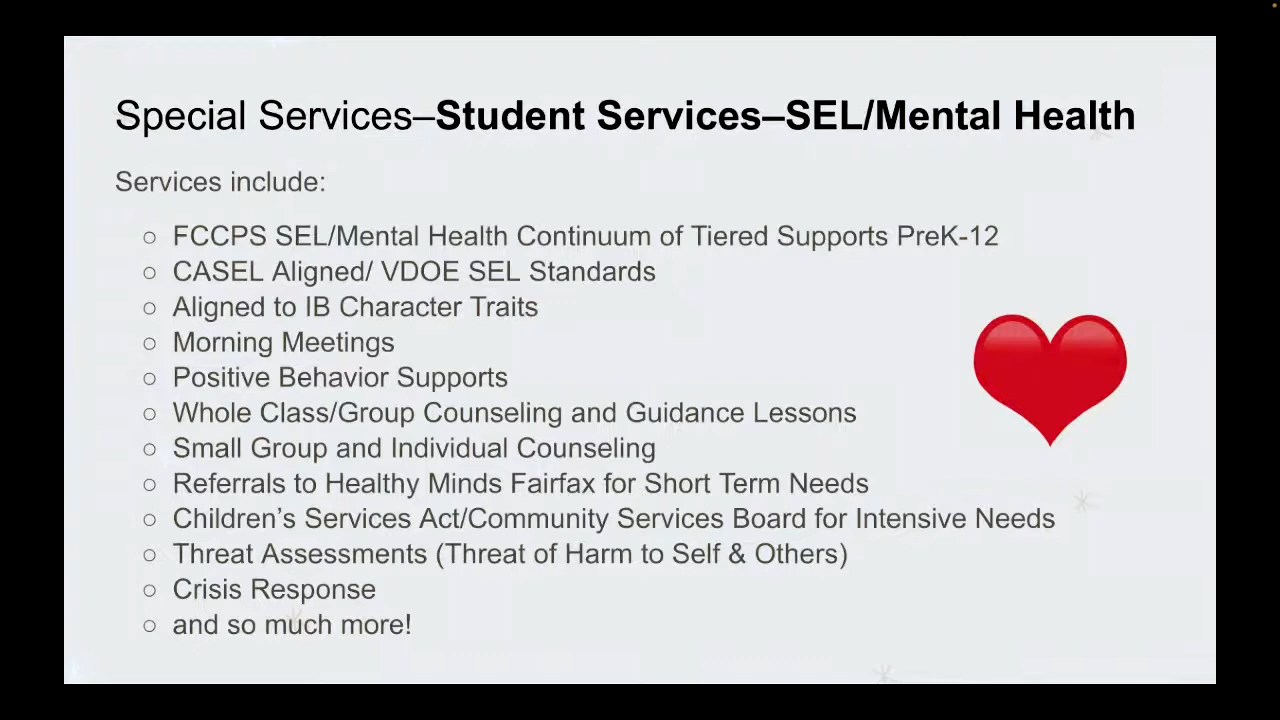 Special Services–Student Services–SEL/Mental Health
Services include:
○ FCCPS SEL/Mental Health Continuum of Tiered Supports PreK-12
○ CASEL Aligned/ VDOE SEL Standards
○ Aligned to IB Character Traits
○ Morning Meetings
○ Positive Behavior Supports
○ Whole Class/Group Counseling and Guidance Lessons
○ Small Group and Individual Counseling
○ Referrals to Healthy Minds Fairfax for Short Term Needs
○ Children’s Services Act/Community Services Board for Intensive Needs
○ Threat Assessments (Threat of Harm to Self & Others)
○ Crisis Response
○ and so much more!